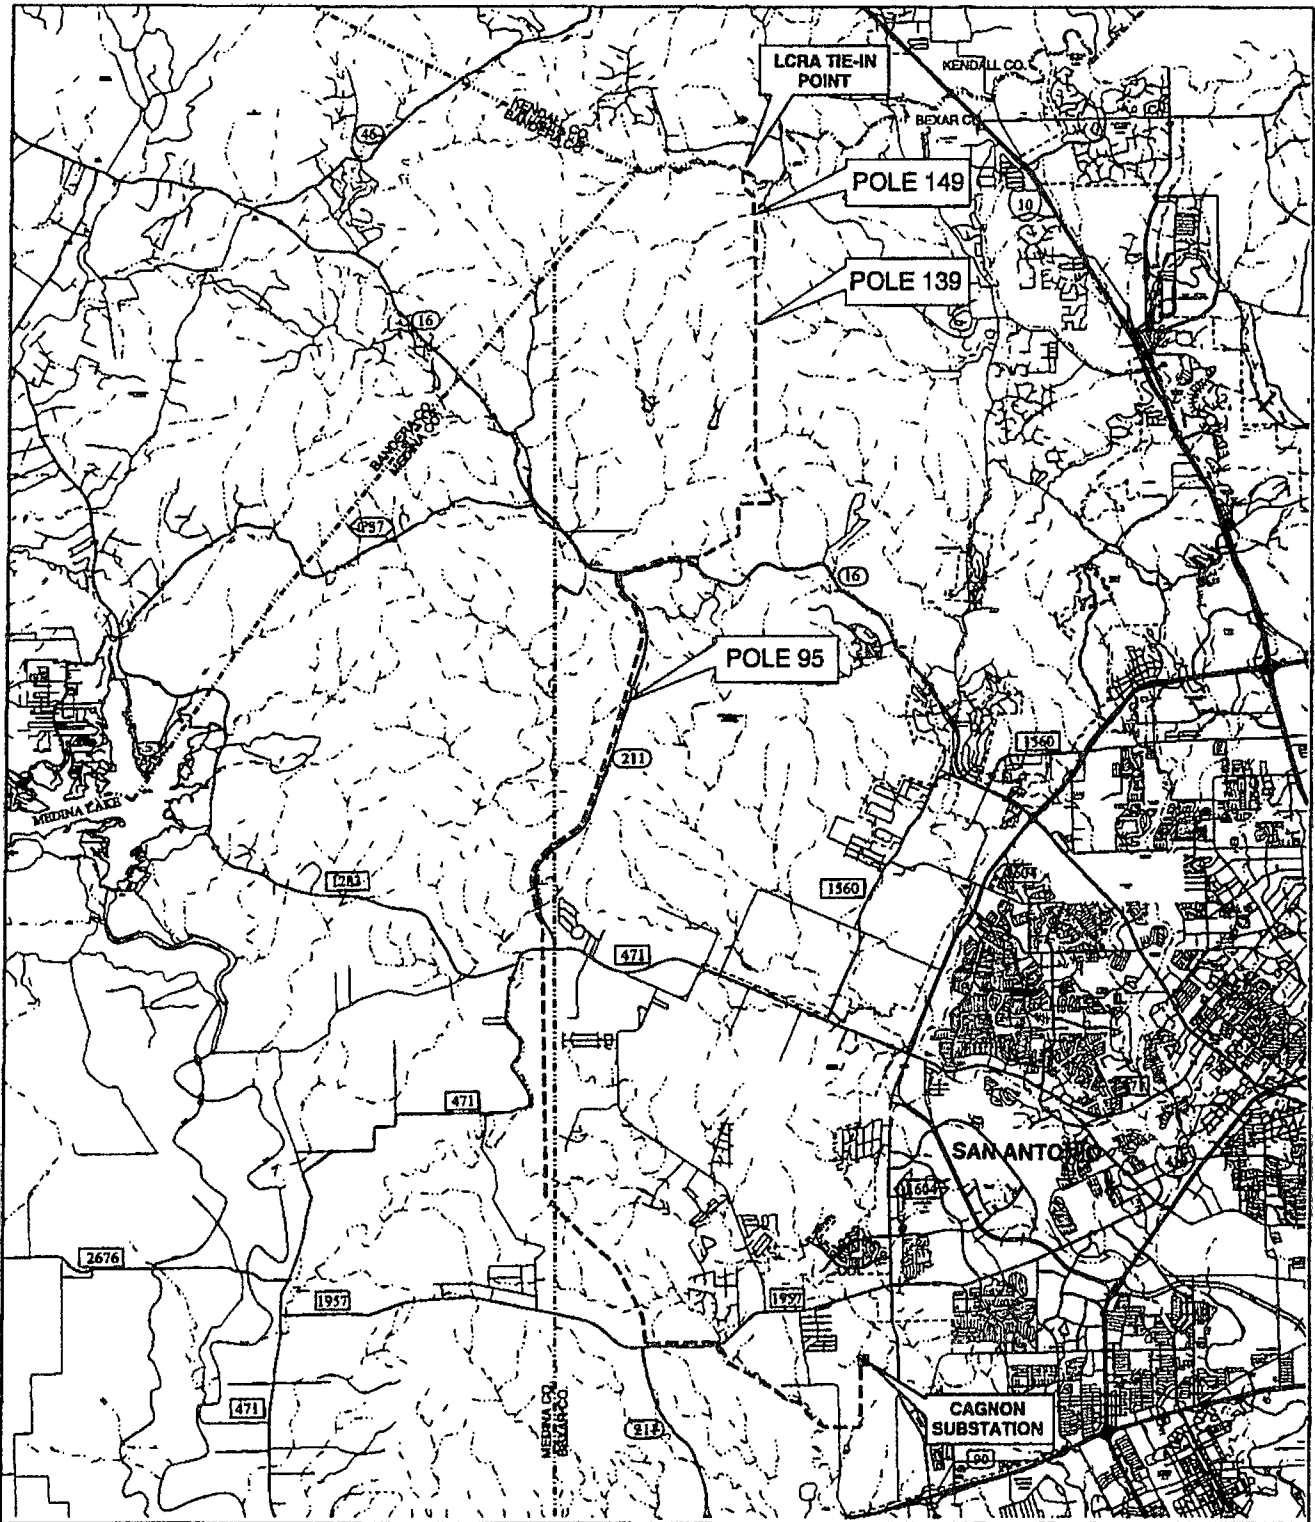 LCRA TIE-IN
POINT
KENDALL CO.
BEXAR CO.
KENDALL CO.
BANDERA CO.
46
POLE 149
10
POLE 139
16
BANDERA CO.
MEDINA CO.
16
POLE 95
211
1560
MEDINA LAKE
1283
1560
1604
471
471
471
SAN ANTONIO
1604
2676
1957
1957
471
MEDINA CO.
BEXAR CO.
211
CAGNON
SUBSTATION
90